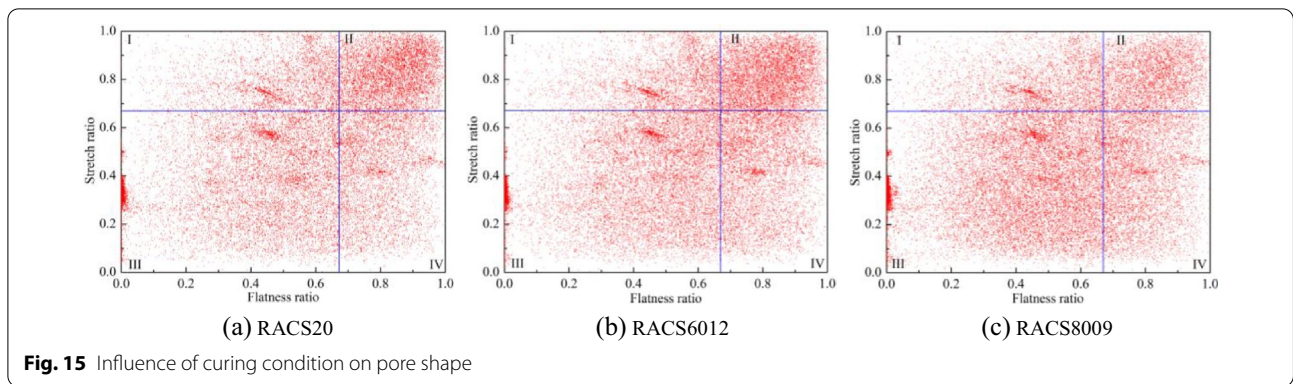 1.0
I
II
0.8
0.6
Stretch ratio
0.4
0.2
III
IV
0.0
0.0 0.2 0.4 0.6 0.8 1.0
Flatness ratio
(a) RACS20
1.0
I
II
0.8
0.6
Stretch ratio
0.4
0.2
III
IV
0.0
0.0 0.2 0.4 0.6 0.8 1.0
Flatness ratio
(b) RACS6012
1.0
I
II
0.8
0.6
Stretch ratio
0.4
0.2
III
IV
0.0
0.0 0.2 0.4 0.6 0.8 1.0
Flatness ratio
(c) RACS8009
Fig. 15 Influence of curing condition on pore shape